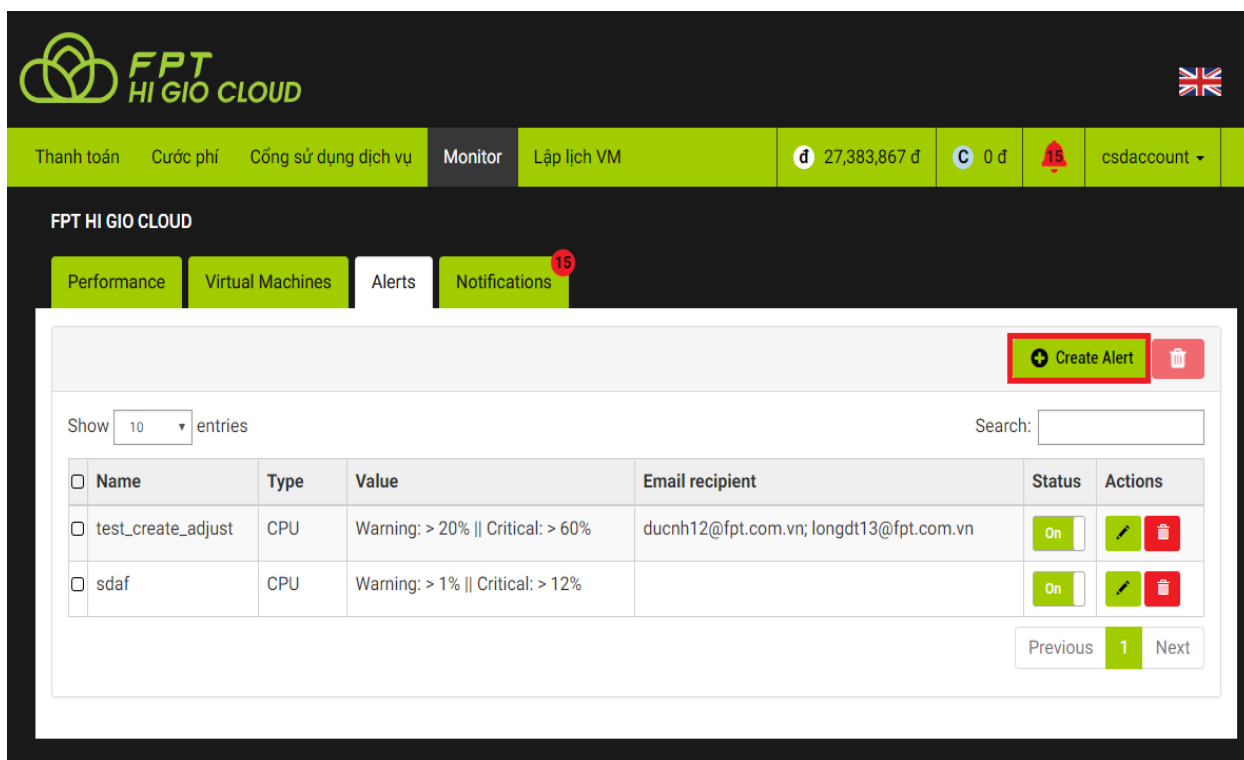 FPT
HI GIO CLOUD
Thanh toán Cước phí Cổng sử dụng dịch vụ Monitor Lập lịch VM đ 27,383,867 đ C 0 đ 15 csdaccount
FPT HI GIO CLOUD
Performance Virtual Machines Alerts Notifications 15
Create Alert
Show 10 entries Search:
Name Type Value Email recipient Status Actions
test_create_adjust CPU Warning: > 20% || Critical: > 60% ducnh12@fpt.com.vn; longdt13@fpt.com.vn On
sdaf CPU Warning: > 1% || Critical: > 12% On
Previous 1 Next